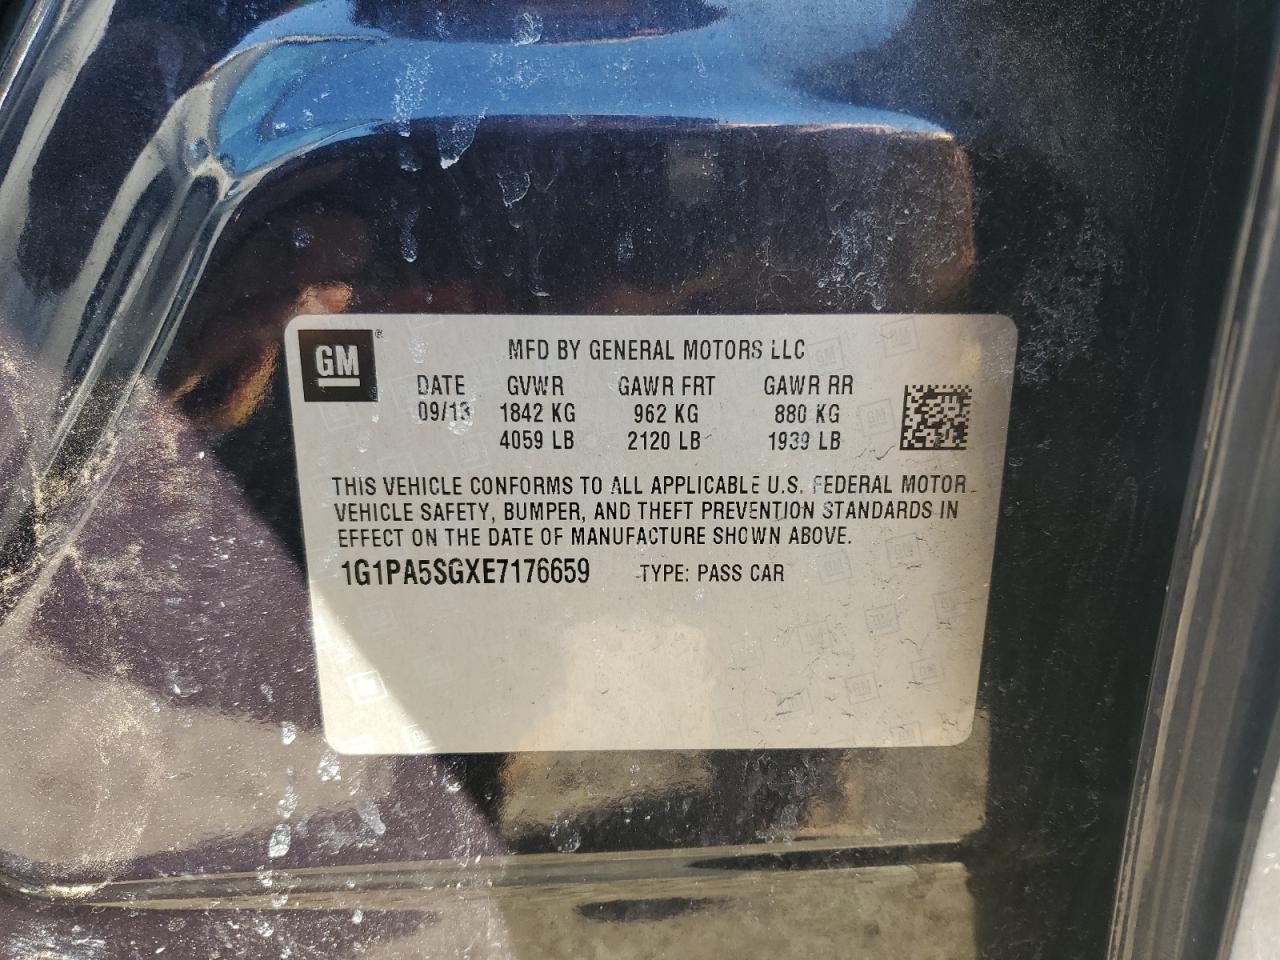 GM ®
MFD BY GENERAL MOTORS LLC
DATE GVWR GAWR FRT GAWR RR
09/13 1842 KG 962 KG 880 KG
4059 LB 2120 LB 1939 LB
THIS VEHICLE CONFORMS TO ALL APPLICABLE U.S. FEDERAL MOTOR
VEHICLE SAFETY, BUMPER, AND THEFT PREVENTION STANDARDS IN
EFFECT ON THE DATE OF MANUFACTURE SHOWN ABOVE.
1G1PA5SGXE7176659 TYPE: PASS CAR